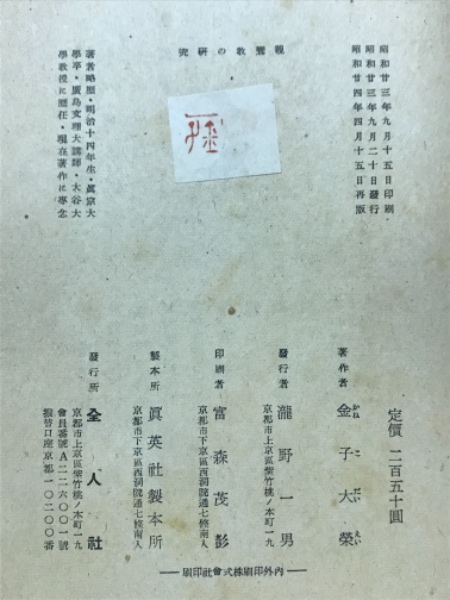 昭和廿三年九月十五日印刷
昭和廿三年九月二十日發行
昭和廿四年四月十五日再版
親鸞教の研究
著者略歴・明治十四年生・眞宗大
學卒・廣島文理大講師・大谷大
學教授に歷任・現在著作に專念
定價 二百五十圓
著作者 金子大榮
かねこだいえい
發行者 瀧野一男
京都市上京區紫竹桃ノ本町一九
印刷者 富森茂彭
京都市下京區西洞院通七條南入
製本所 眞英社製本所
京都市下京區西洞院通七條南入
發行所 全人社
京都市上京區紫竹桃ノ本町一九
會員番號A二二六〇〇一號
振替口座京都一〇二〇〇番
内外印刷株式會社印刷